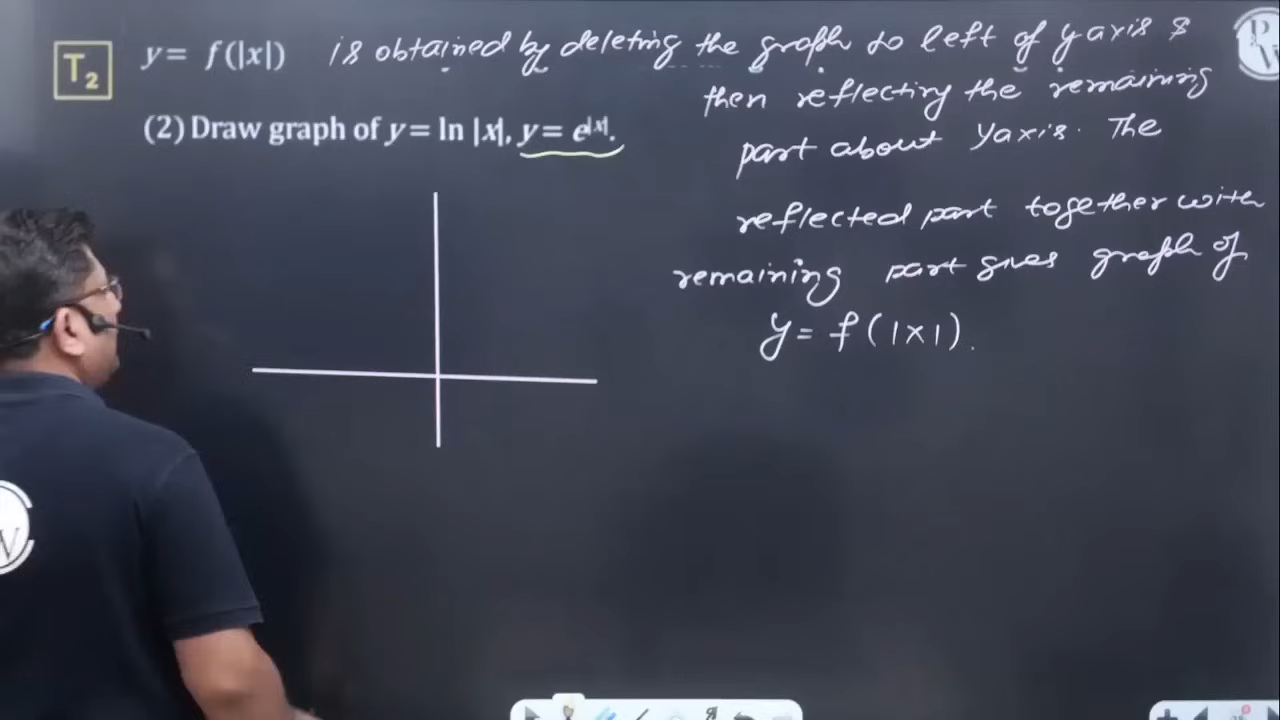 T2
y = f(|x|) is obtained by deleting the graph to left of y axis &
then reflecting the remaining
(2) Draw graph of y = ln |x|, y = e^|x|.
part about y axis. The
reflected part together with
remaining part gives graph of
y = f(|x|).
P
W
W